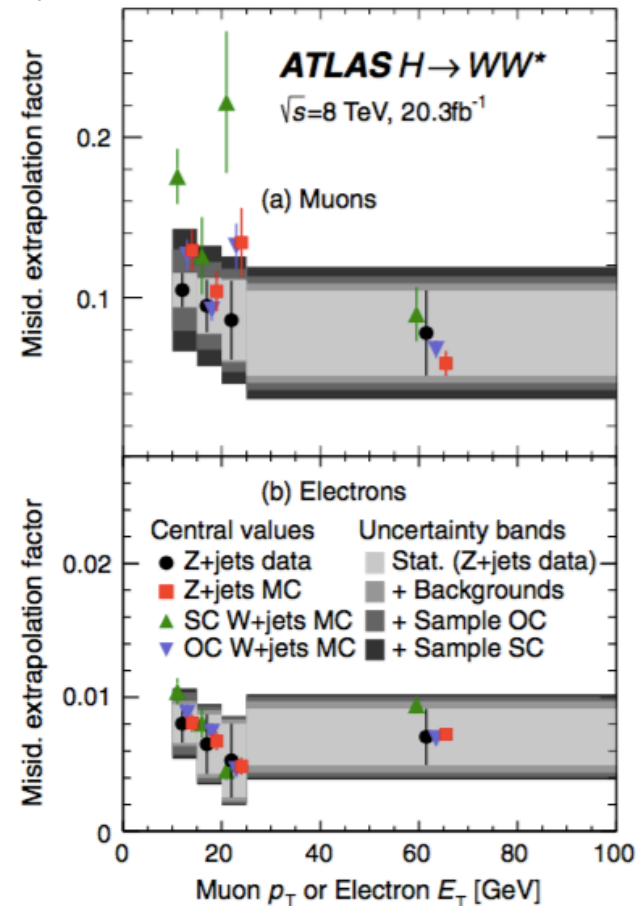 ATLAS H→WW*
√s=8 TeV, 20.3fb⁻¹
(a) Muons
Misid. extrapolation factor
0.2
0.1
(b) Electrons
Central values
Z+jets data
Z+jets MC
SC W+jets MC
OC W+jets MC
Uncertainty bands
Stat. (Z+jets data)
+ Backgrounds
+ Sample OC
+ Sample SC
Misid. extrapolation factor
0.02
0.01
0
0 20 40 60 80 100
Muon pT or Electron ET [GeV]